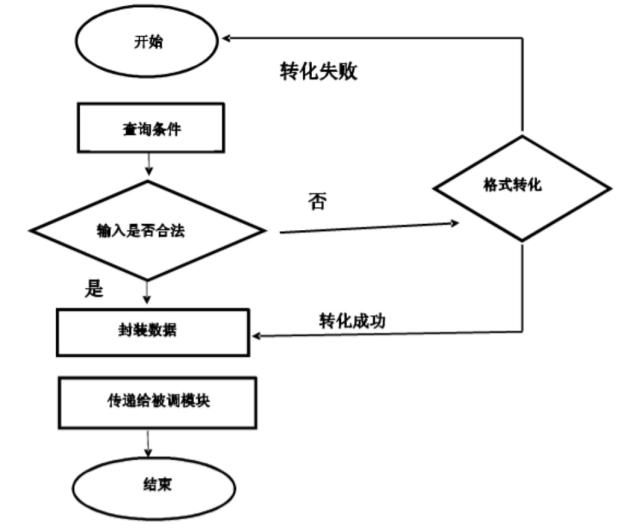 开始
转化失败
查询条件
格式转化
否
输入是否合法
是
封装数据
转化成功
传递给被调模块
结束